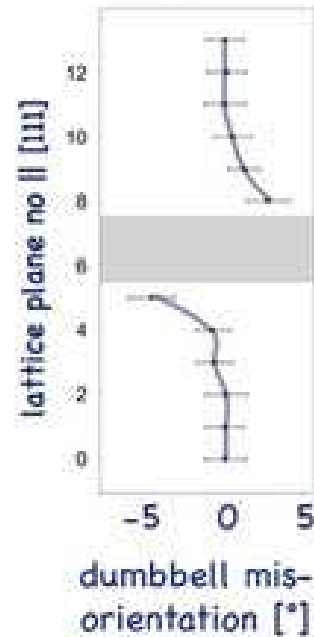 lattice plane no || [111]
12
10
8
6
4
2
0
-5 0 5
dumbbell mis-
orientation [°]